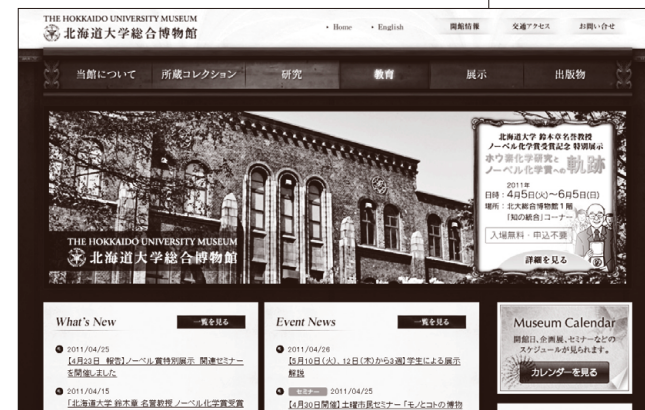 THE HOKKAIDO UNIVERSITY MUSEUM
北海道大学総合博物館
・Home ・English 開館情報 交通アクセス お問い合せ
当館について 所蔵コレクション 研究 教育 展示 出版物
北海道大学 鈴木章名誉教授
ノーベル化学賞受賞記念 特別展示
ホウ素化学研究と
ノーベル化学賞への軌跡
2011年
日時：4月5日(火)〜6月5日(日)
場所：北大総合博物館1階
「知の統合」コーナー
入場無料・申込不要
詳細を見る
THE HOKKAIDO UNIVERSITY MUSEUM
北海道大学総合博物館
What's New 一覧を見る
2011/04/25
【4月23日 報告】ノーベル賞特別展示 関連セミナー
を開催しました
2011/04/15
「北海道大学 鈴木章 名誉教授 ノーベル化学賞受賞
Event News 一覧を見る
2011/04/26
【5月10日(火)、12日(木)から3週】学生による展示
解説
セミナー 2011/04/25
【4月30日開催】土曜市民セミナー「モノとコトの博物
Museum Calendar
開館日、企画展、セミナーなどの
スケジュールが見られます。
カレンダーを見る